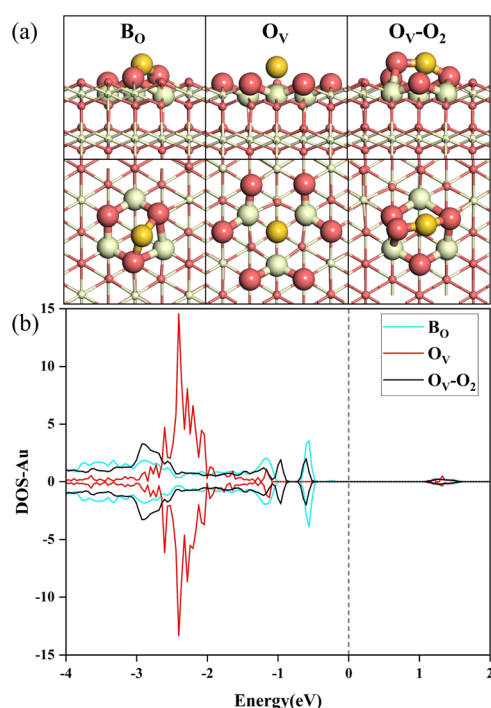 (a)
B_O O_V O_V-O_2
(b)
15
10
5
0
-5
-10
-15
DOS-Au
B_O
O_V
O_V-O_2
-4 -3 -2 -1 0 1 2
Energy(eV)